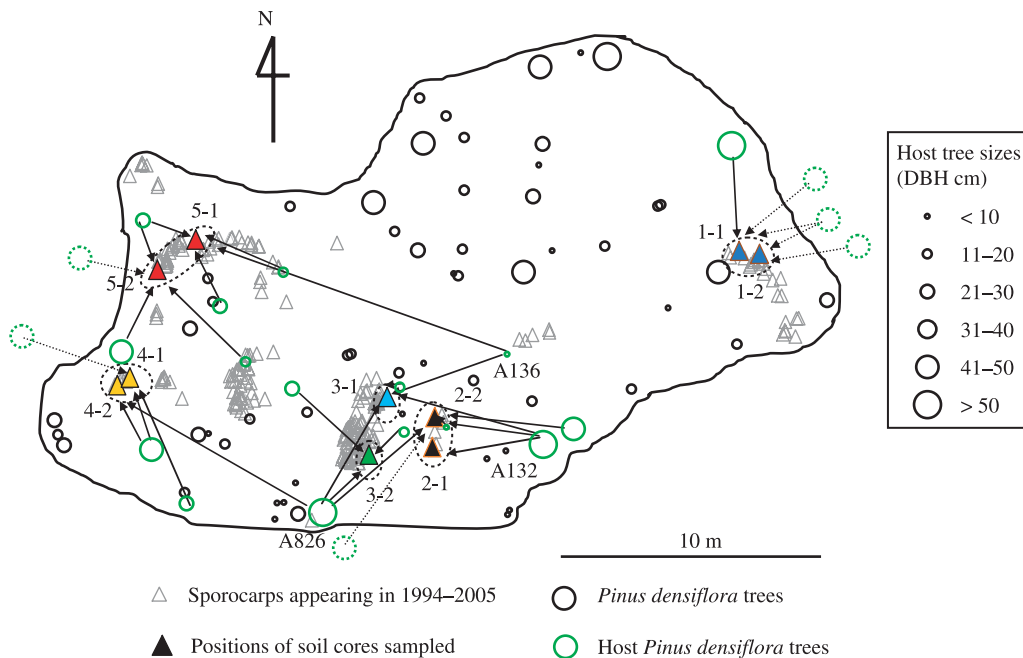 N
Host tree sizes
(DBH cm)
< 10
11–20
21–30
31–40
41–50
> 50
5-1
5-2
1-1
1-2
4-1
4-2
A136
3-1
2-2
A132
3-2
2-1
A826
10 m
Sporocarps appearing in 1994–2005
Pinus densiflora trees
Positions of soil cores sampled
Host Pinus densiflora trees